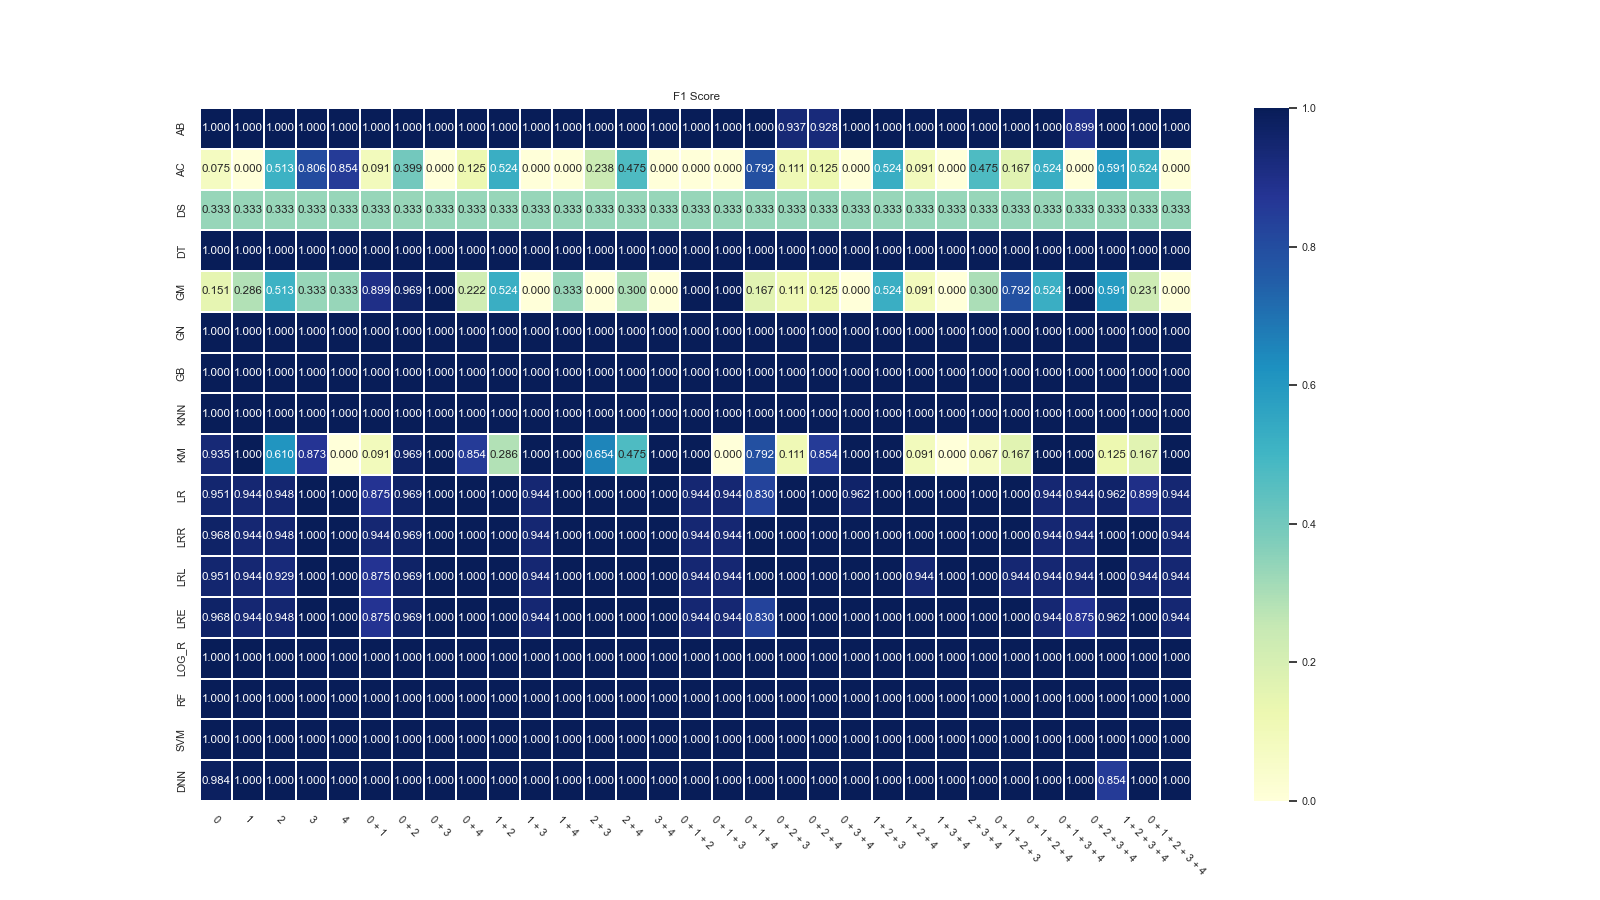 F1 Score
AB 1.000 1.000 1.000 1.000 1.000 1.000 1.000 1.000 1.000 1.000 1.000 1.000 1.000 1.000 1.000 1.000 1.000 1.000 0.937 0.928 1.000 1.000 1.000 1.000 1.000 1.000 1.000 0.899 1.000 1.000 1.000
AC 0.075 0.000 0.513 0.806 0.854 0.091 0.399 0.000 0.125 0.524 0.000 0.000 0.238 0.475 0.000 0.000 0.000 0.792 0.111 0.125 0.000 0.524 0.091 0.000 0.475 0.167 0.524 0.000 0.591 0.524 0.000
DS 0.333 0.333 0.333 0.333 0.333 0.333 0.333 0.333 0.333 0.333 0.333 0.333 0.333 0.333 0.333 0.333 0.333 0.333 0.333 0.333 0.333 0.333 0.333 0.333 0.333 0.333 0.333 0.333 0.333 0.333 0.333
DT 1.000 1.000 1.000 1.000 1.000 1.000 1.000 1.000 1.000 1.000 1.000 1.000 1.000 1.000 1.000 1.000 1.000 1.000 1.000 1.000 1.000 1.000 1.000 1.000 1.000 1.000 1.000 1.000 1.000 1.000 1.000
GM 0.151 0.286 0.513 0.333 0.333 0.899 0.969 1.000 0.222 0.524 0.000 0.333 0.000 0.300 0.000 1.000 1.000 0.167 0.111 0.125 0.000 0.524 0.091 0.000 0.300 0.792 0.524 1.000 0.591 0.231 0.000
GN 1.000 1.000 1.000 1.000 1.000 1.000 1.000 1.000 1.000 1.000 1.000 1.000 1.000 1.000 1.000 1.000 1.000 1.000 1.000 1.000 1.000 1.000 1.000 1.000 1.000 1.000 1.000 1.000 1.000 1.000 1.000
GB 1.000 1.000 1.000 1.000 1.000 1.000 1.000 1.000 1.000 1.000 1.000 1.000 1.000 1.000 1.000 1.000 1.000 1.000 1.000 1.000 1.000 1.000 1.000 1.000 1.000 1.000 1.000 1.000 1.000 1.000 1.000
KNN 1.000 1.000 1.000 1.000 1.000 1.000 1.000 1.000 1.000 1.000 1.000 1.000 1.000 1.000 1.000 1.000 1.000 1.000 1.000 1.000 1.000 1.000 1.000 1.000 1.000 1.000 1.000 1.000 1.000 1.000 1.000
KM 0.935 1.000 0.610 0.873 0.000 0.091 0.969 1.000 0.854 0.286 1.000 1.000 0.654 0.475 1.000 1.000 0.000 0.792 0.111 0.854 1.000 1.000 0.091 0.000 0.067 0.167 1.000 1.000 0.125 0.167 1.000
LR 0.951 0.944 0.948 1.000 1.000 0.875 0.969 1.000 1.000 1.000 0.944 1.000 1.000 1.000 1.000 0.944 0.944 0.830 1.000 1.000 0.962 1.000 1.000 1.000 1.000 1.000 0.944 0.944 0.962 0.899 0.944
LRR 0.968 0.944 0.948 1.000 1.000 0.944 0.969 1.000 1.000 1.000 0.944 1.000 1.000 1.000 1.000 0.944 0.944 1.000 1.000 1.000 1.000 1.000 1.000 1.000 1.000 1.000 0.944 0.944 1.000 1.000 0.944
LRL 0.951 0.944 0.929 1.000 1.000 0.875 0.969 1.000 1.000 1.000 0.944 1.000 1.000 1.000 1.000 0.944 0.944 1.000 1.000 1.000 1.000 1.000 0.944 1.000 1.000 0.944 0.944 0.944 1.000 0.944 0.944
LRE 0.968 0.944 0.948 1.000 1.000 0.875 0.969 1.000 1.000 1.000 0.944 1.000 1.000 1.000 1.000 0.944 0.944 0.830 1.000 1.000 1.000 1.000 1.000 1.000 1.000 1.000 0.944 0.875 0.962 1.000 0.944
LOG_R 1.000 1.000 1.000 1.000 1.000 1.000 1.000 1.000 1.000 1.000 1.000 1.000 1.000 1.000 1.000 1.000 1.000 1.000 1.000 1.000 1.000 1.000 1.000 1.000 1.000 1.000 1.000 1.000 1.000 1.000 1.000
RF 1.000 1.000 1.000 1.000 1.000 1.000 1.000 1.000 1.000 1.000 1.000 1.000 1.000 1.000 1.000 1.000 1.000 1.000 1.000 1.000 1.000 1.000 1.000 1.000 1.000 1.000 1.000 1.000 1.000 1.000 1.000
SVM 1.000 1.000 1.000 1.000 1.000 1.000 1.000 1.000 1.000 1.000 1.000 1.000 1.000 1.000 1.000 1.000 1.000 1.000 1.000 1.000 1.000 1.000 1.000 1.000 1.000 1.000 1.000 1.000 1.000 1.000 1.000
DNN 0.984 1.000 1.000 1.000 1.000 1.000 1.000 1.000 1.000 1.000 1.000 1.000 1.000 1.000 1.000 1.000 1.000 1.000 1.000 1.000 1.000 1.000 1.000 1.000 1.000 1.000 1.000 1.000 0.854 1.000 1.000
0
1
2
3
4
0 + 1
0 + 2
0 + 3
0 + 4
1 + 2
1 + 3
1 + 4
2 + 3
2 + 4
3 + 4
0 + 1 + 2
0 + 1 + 3
0 + 1 + 4
0 + 2 + 3
0 + 2 + 4
0 + 3 + 4
1 + 2 + 3
1 + 2 + 4
1 + 3 + 4
2 + 3 + 4
0 + 1 + 2 + 3
0 + 1 + 2 + 4
0 + 1 + 3 + 4
0 + 2 + 3 + 4
1 + 2 + 3 + 4
0 + 1 + 2 + 3 + 4
1.0
0.8
0.6
0.4
0.2
0.0